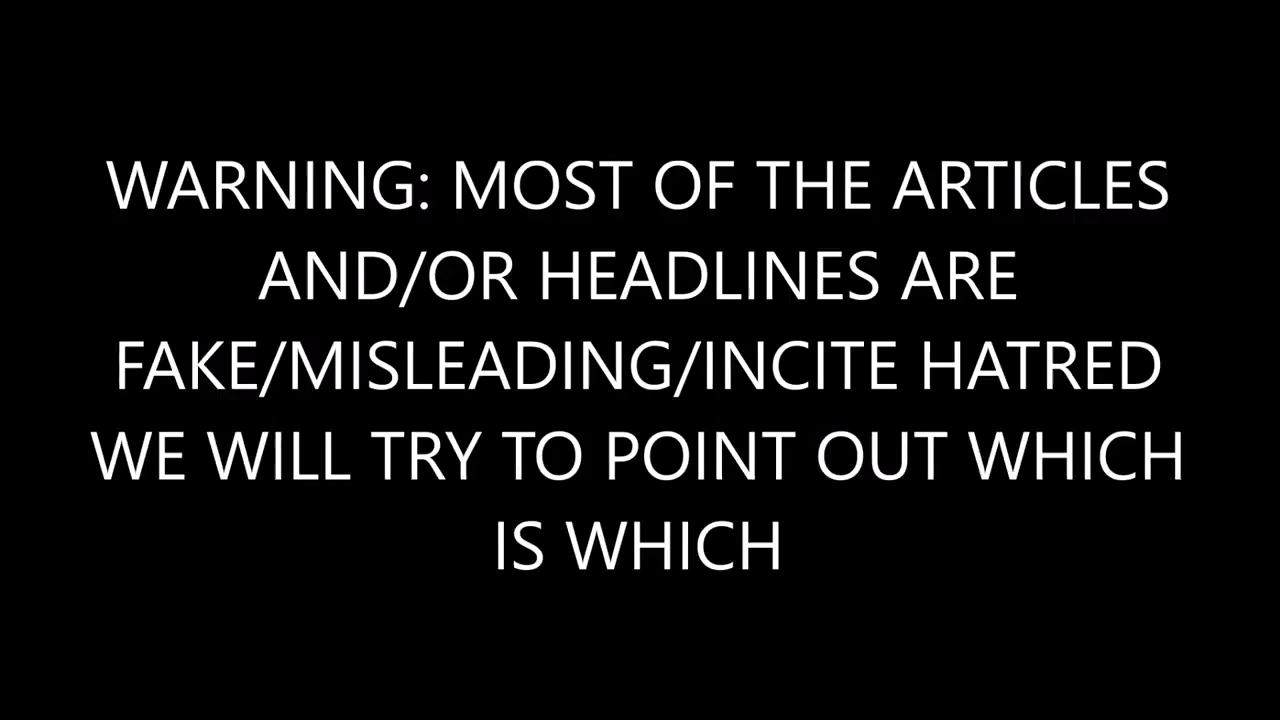 WARNING: MOST OF THE ARTICLES
AND/OR HEADLINES ARE
FAKE/MISLEADING/INCITE HATRED
WE WILL TRY TO POINT OUT WHICH
IS WHICH